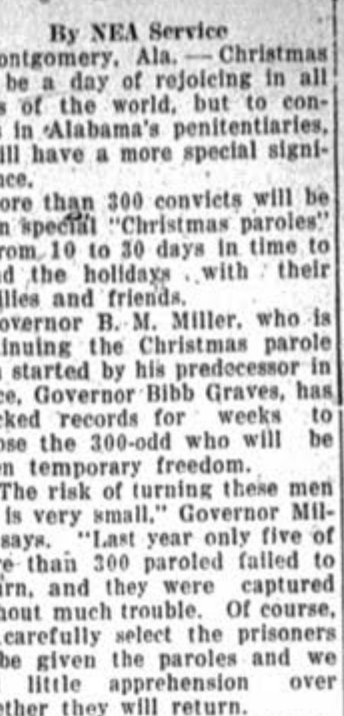 By NEA Service
ontgomery, Ala. — Christmas
be a day of rejoicing in all
s of the world, but to con-
s in Alabama's penitentiaries,
ill have a more special signi-
nce.
ore than 300 convicts will be
n special "Christmas paroles"
rom 10 to 30 days in time to
d the holidays with their
ilies and friends.
overnor B. M. Miller, who is
inuing the Christmas parole
started by his predecessor in
ce, Governor Bibb Graves, has
cked records for weeks to
ose the 300-odd who will be
n temporary freedom.
The risk of turning these men
is very small," Governor Mil-
says. "Last year only five of
e than 300 paroled failed to
urn, and they were captured
hout much trouble. Of course,
carefully select the prisoners
be given the paroles and we
little apprehension over
ether they will return.